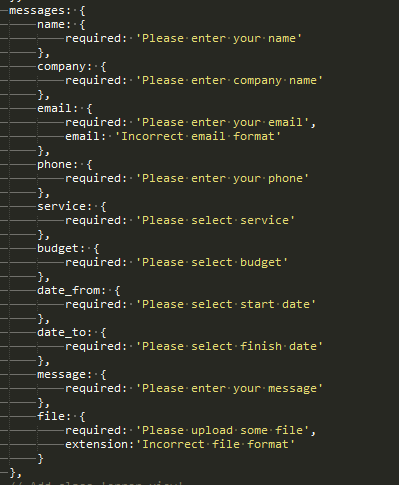 messages: {
name: {
required: 'Please enter your name'
},
company: {
required: 'Please enter company name'
},
email: {
required: 'Please enter your email',
email: 'Incorrect email format'
},
phone: {
required: 'Please enter your phone'
},
service: {
required: 'Please select service'
},
budget: {
required: 'Please select budget'
},
date_from: {
required: 'Please select start date'
},
date_to: {
required: 'Please select finish date'
},
message: {
required: 'Please enter your message'
},
file: {
required: 'Please upload some file',
extension:'Incorrect file format'
}
},